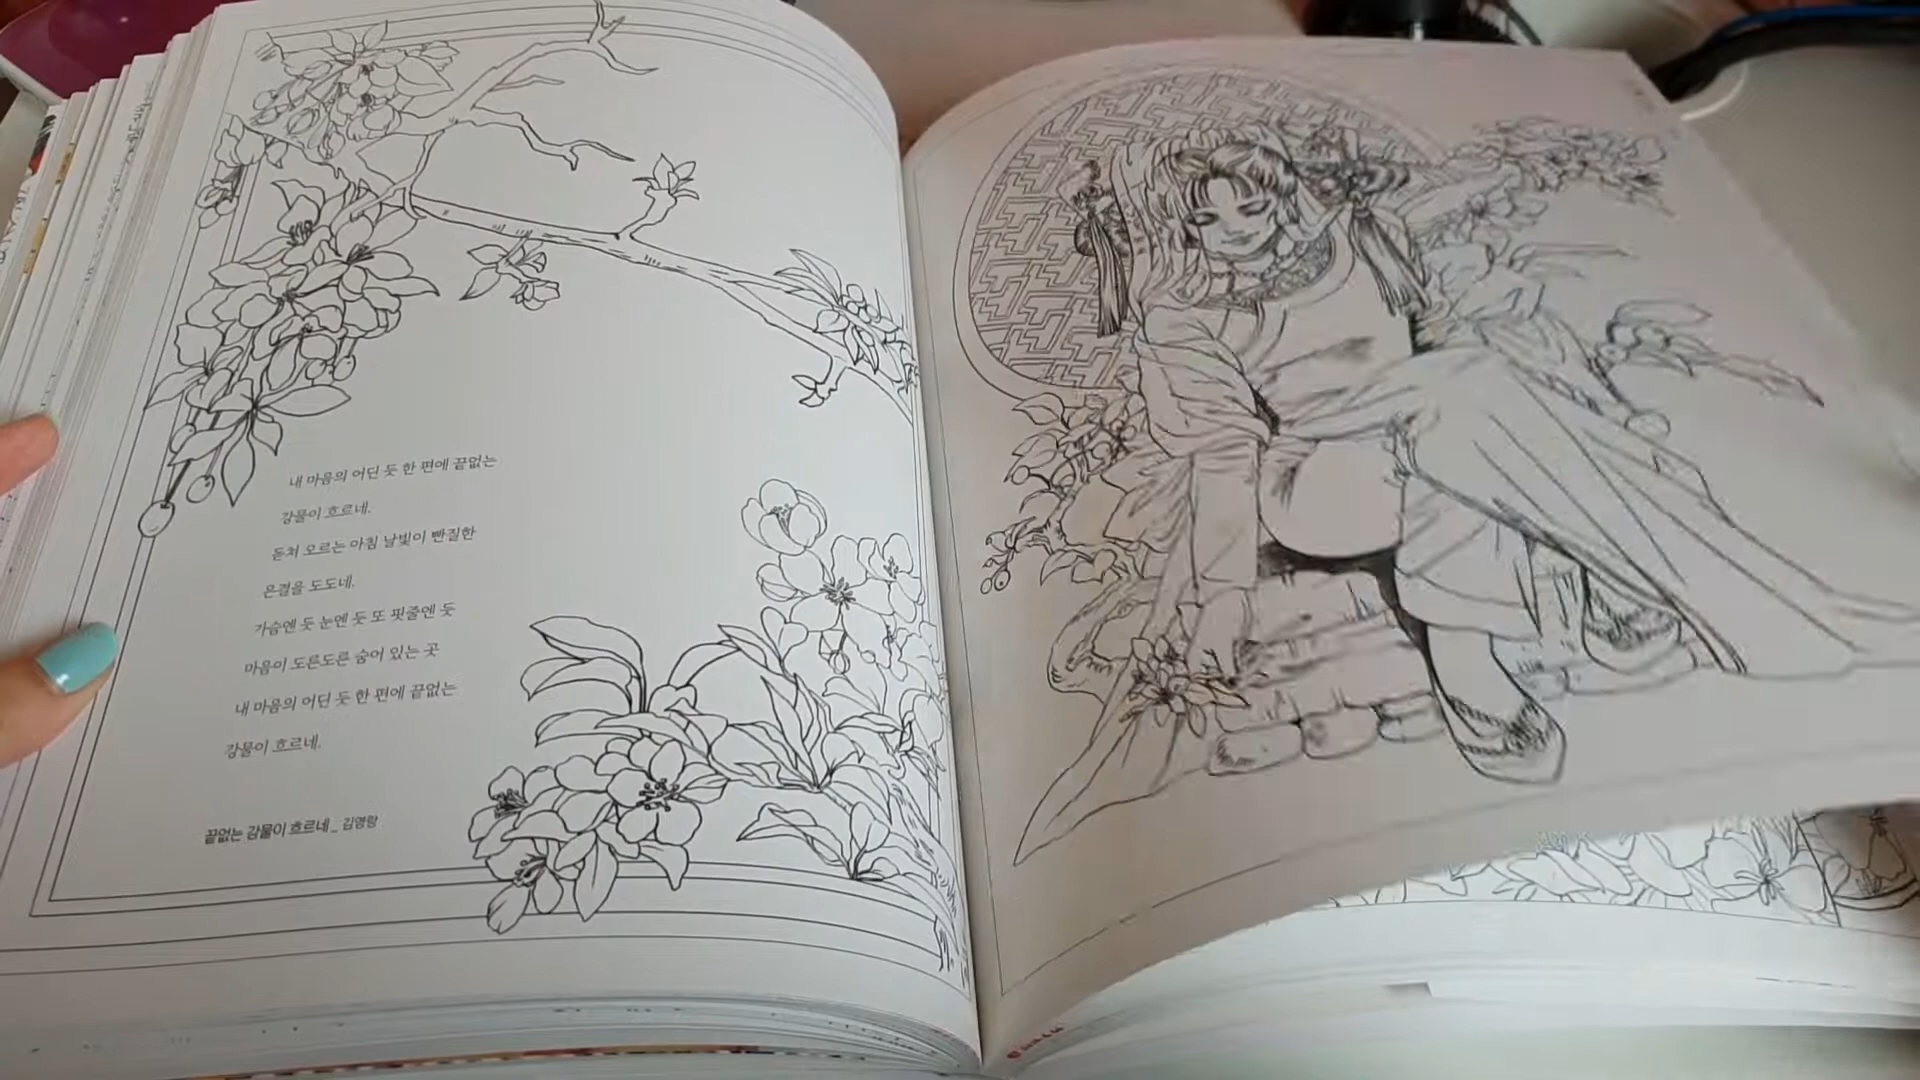 내 마음의 어딘 듯 한 편에 끝없는
강물이 흐르네.
돋쳐 오르는 아침 날빛이 빤질한
은결을 도도네.
가슴엔 듯 눈엔 듯 또 핏줄엔 듯
마음이 도른도른 숨어 있는 곳
내 마음의 어딘 듯 한 편에 끝없는
강물이 흐르네.
끝없는 강물이 흐르네_ 김영랑